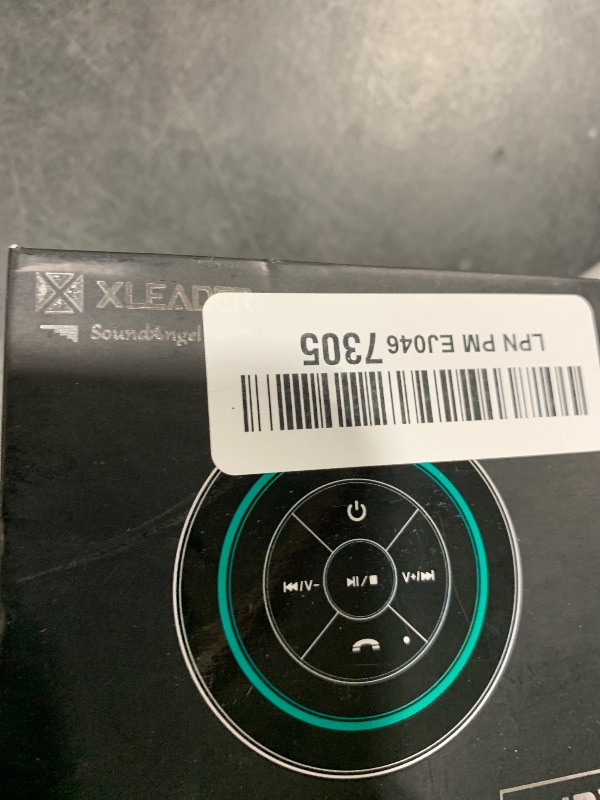 XLEADER
SoundAngel
LPN PM EJ046 7305
V-
V+